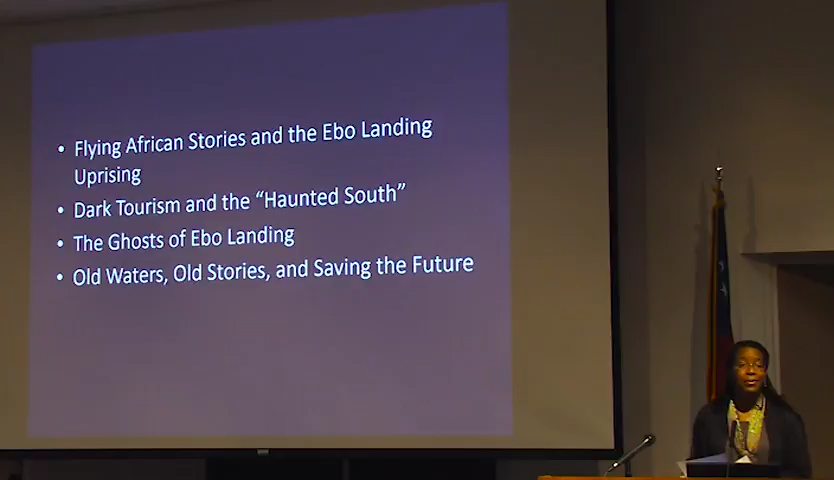 • Flying African Stories and the Ebo Landing
Uprising
• Dark Tourism and the “Haunted South”
• The Ghosts of Ebo Landing
• Old Waters, Old Stories, and Saving the Future